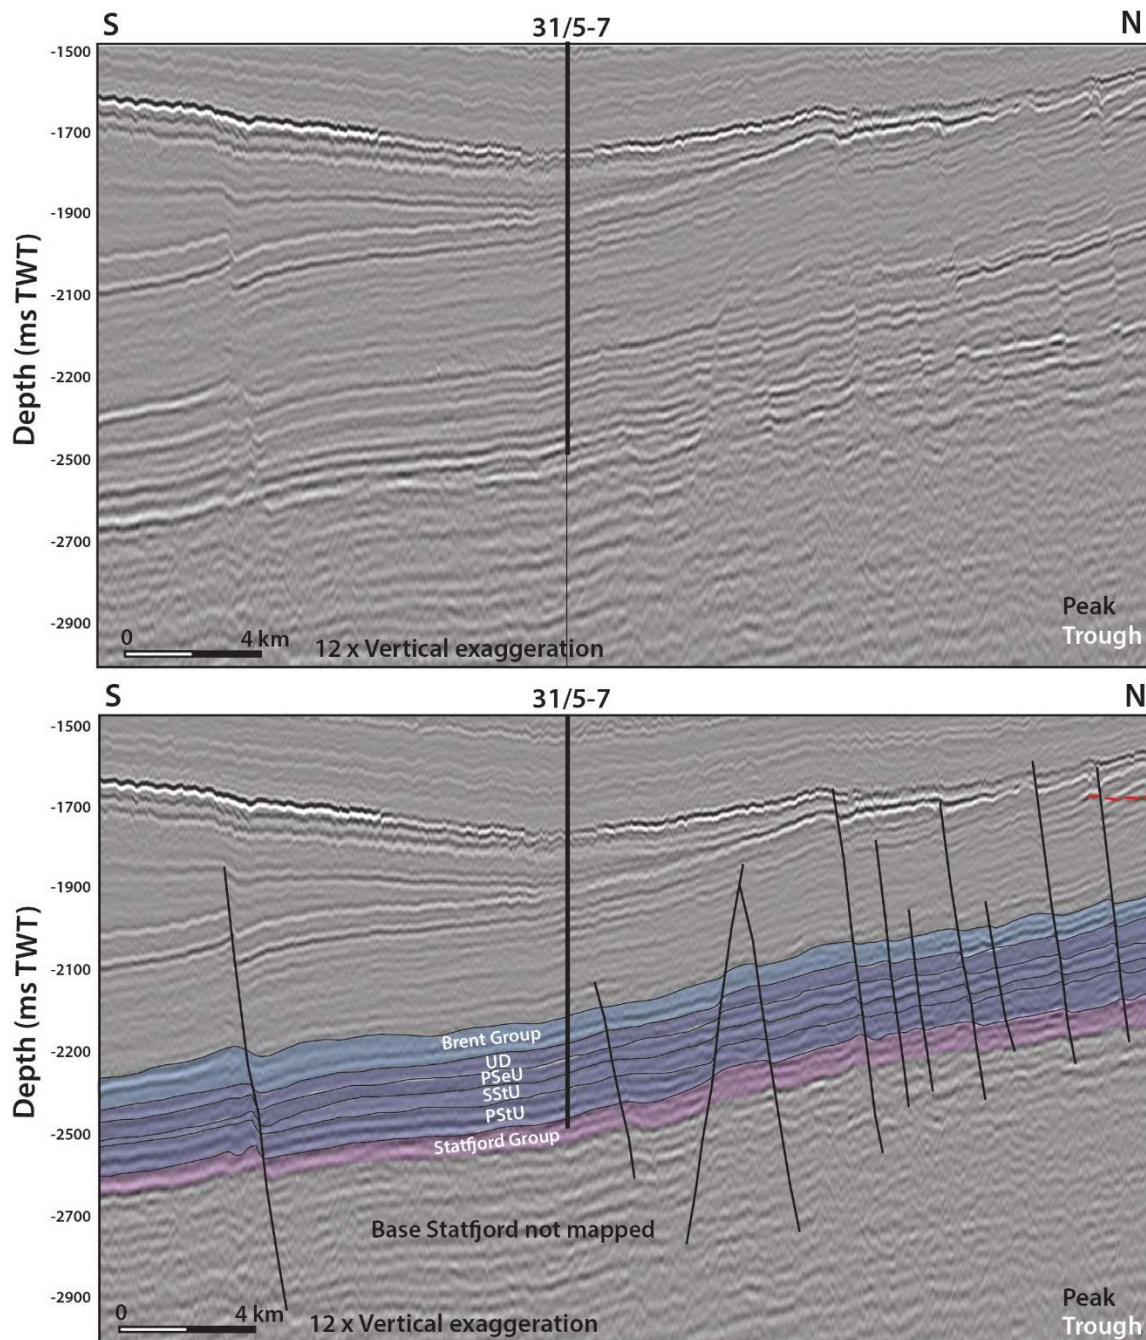 S 31/5-7 N
-1500
-1700
-1900
-2100
-2200
-2500
-2700
-2900
Depth (ms TWT)
Peak
Trough
0 4 km 12 x Vertical exaggeration
S 31/5-7 N
-1500
-1700
-1900
-2100
-2200
-2500
-2700
-2900
Depth (ms TWT)
Brent Group
UD
PSeU
SStU
PStU
Statfjord Group
Base Statfjord not mapped
Peak
Trough
0 4 km 12 x Vertical exaggeration